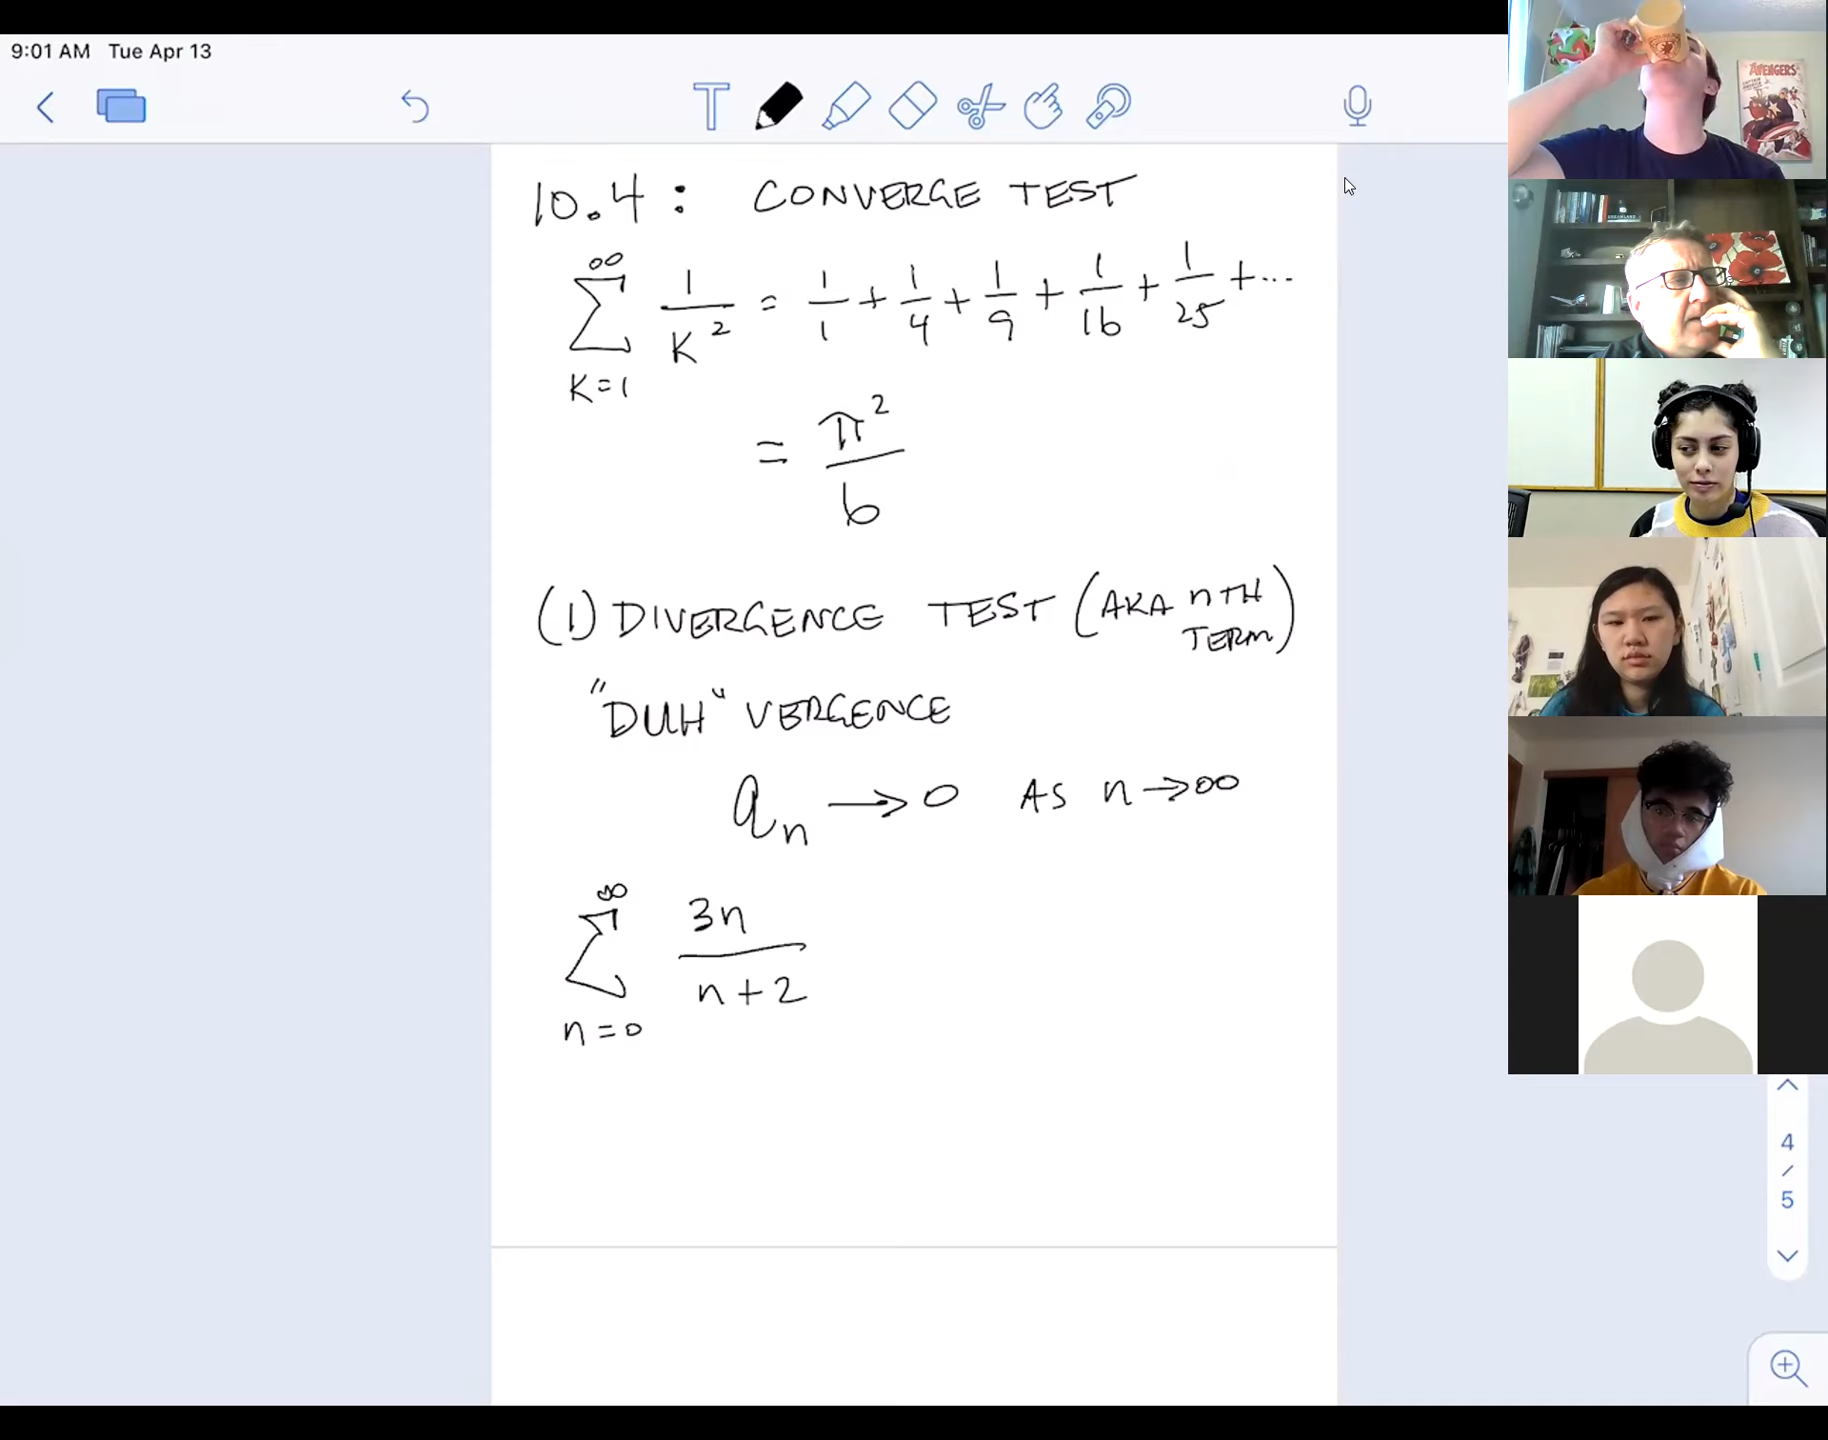 9:01 AM Tue Apr 13
10.4: CONVERGE TEST
∞
∑ 1/K² = 1/1 + 1/4 + 1/9 + 1/16 + 1/25 + ...
K=1
= π²/6
(1) DIVERGENCE TEST (AKA nTH TERM)
"DUH" VERGENCE
aₙ → 0 AS n → ∞
∞
∑ 3n/(n+2)
n=0
AVENGERS
4
/
5